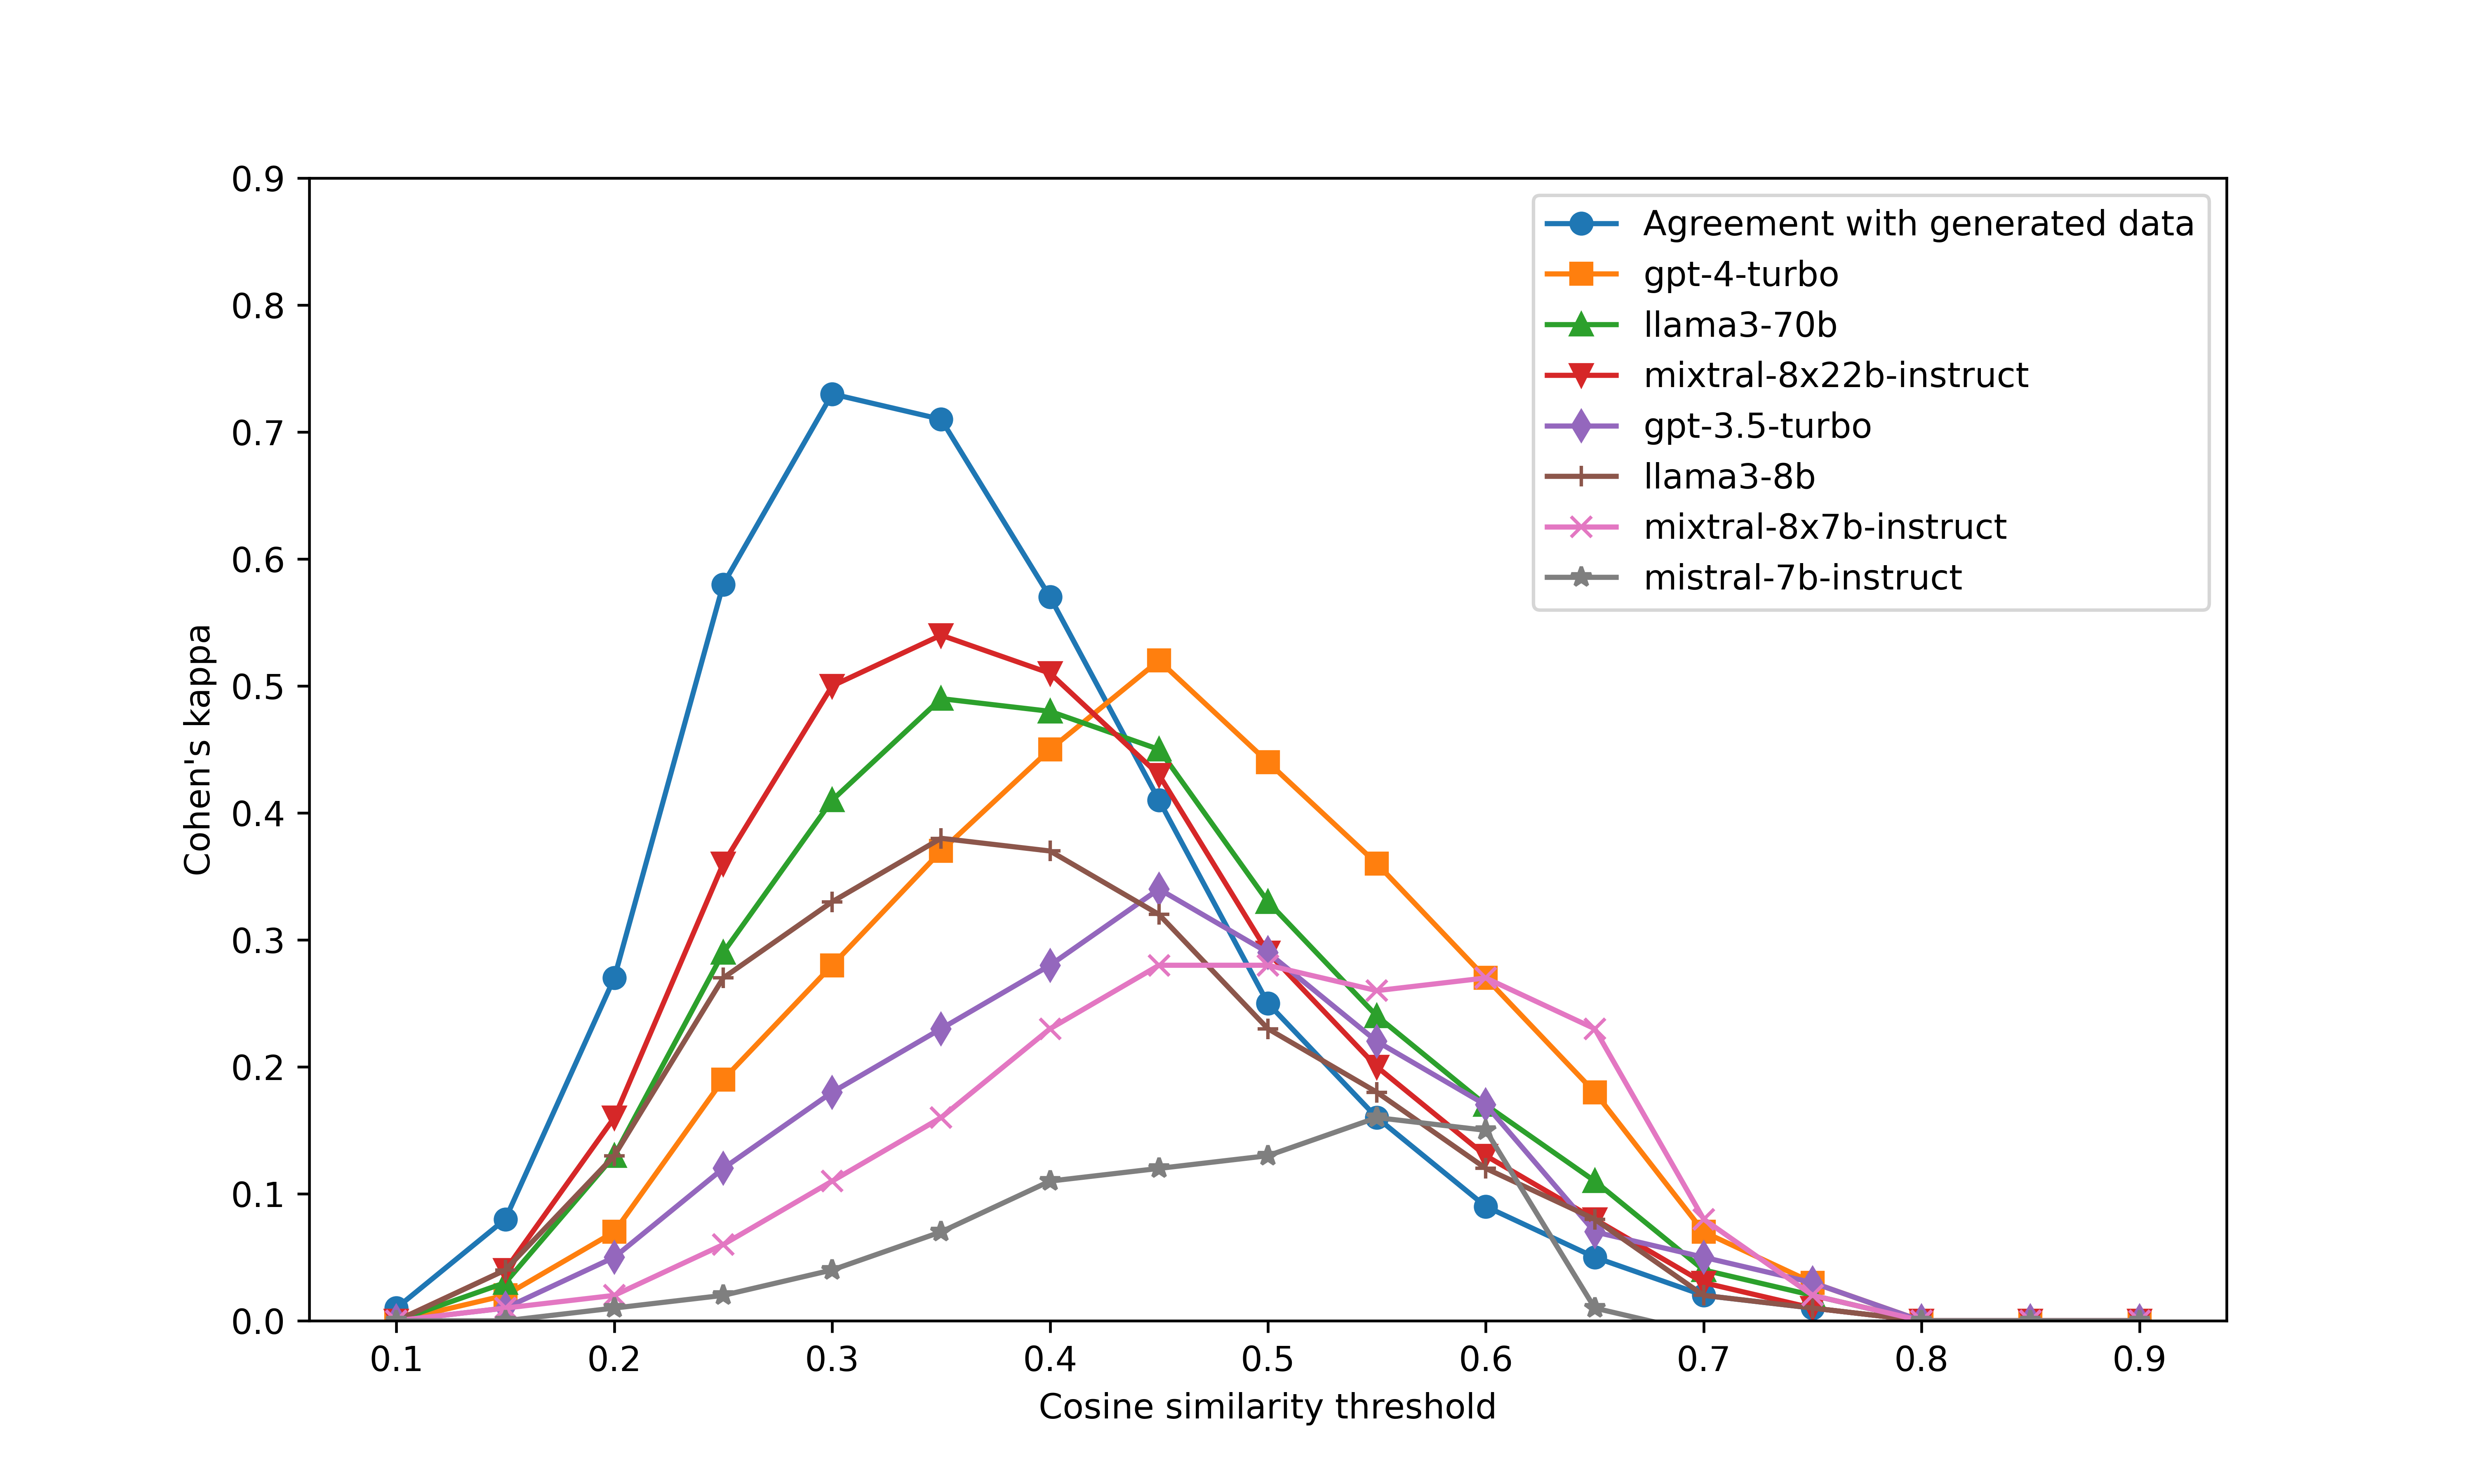 0.9
0.8
0.7
0.6
0.5
0.4
0.3
0.2
0.1
0.0
Cohen's kappa
Agreement with generated data
gpt-4-turbo
llama3-70b
mixtral-8x22b-instruct
gpt-3.5-turbo
llama3-8b
mixtral-8x7b-instruct
mistral-7b-instruct
0.1 0.2 0.3 0.4 0.5 0.6 0.7 0.8 0.9
Cosine similarity threshold